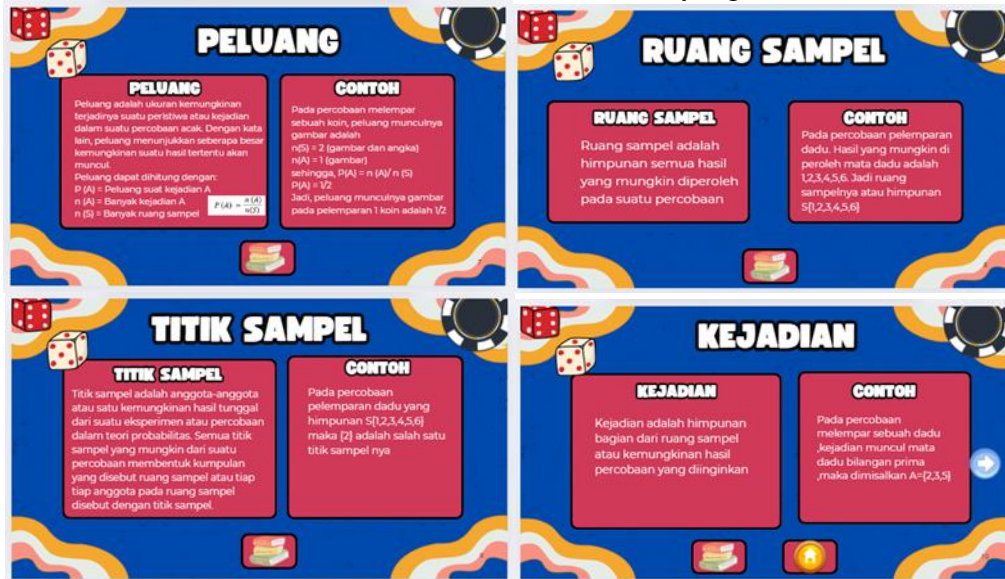 PELUANG
PELUANG
Peluang adalah ukuran kemungkinan
terjadinya suatu peristiwa atau kejadian
dalam suatu percobaan acak. Dengan kata
lain, peluang menunjukkan seberapa besar
kemungkinan suatu hasil tertentu akan
muncul.
Peluang dapat dihitung dengan:
P (A) = Peluang suat kejadian A
n (A) = Banyak kejadian A
n (S) = Banyak ruang sampel
P(A) = n(A)/n(S)
CONTOH
Pada percobaan melempar
sebuah koin, peluang munculnya
gambar adalah
n(S) = 2 (gambar dan angka)
n(A) = 1 (gambar)
sehingga, P(A) = n (A)/ n (S)
P(A) = 1/2
Jadi, peluang munculnya gambar
pada pelemparan 1 koin adalah 1/2
7
RUANG SAMPEL
RUANG SAMPEL
Ruang sampel adalah
himpunan semua hasil
yang mungkin diperoleh
pada suatu percobaan
CONTOH
Pada percobaan pelemparan
dadu. Hasil yang mungkin di
peroleh mata dadu adalah
1,2,3,4,5,6. Jadi ruang
sampelnya atau himpunan
S{1,2,3,4,5,6}
TITIK SAMPEL
TITIK SAMPEL
Titik sampel adalah anggota-anggota
atau satu kemungkinan hasil tunggal
dari suatu eksperimen atau percobaan
dalam teori probabilitas. Semua titik
sampel yang mungkin dari suatu
percobaan membentuk kumpulan
yang disebut ruang sampel atau tiap
tiap anggota pada ruang sampel
disebut dengan titik sampel.
CONTOH
Pada percobaan
pelemparan dadu yang
himpunan S{1,2,3,4,5,6}
maka {2} adalah salah satu
titik sampel nya
KEJADIAN
KEJADIAN
Kejadian adalah himpunan
bagian dari ruang sampel
atau kemungkinan hasil
percobaan yang diinginkan
CONTOH
Pada percobaan
melempar sebuah dadu
,kejadian muncul mata
dadu bilangan prima
,maka dimisalkan A={2,3,5}
10